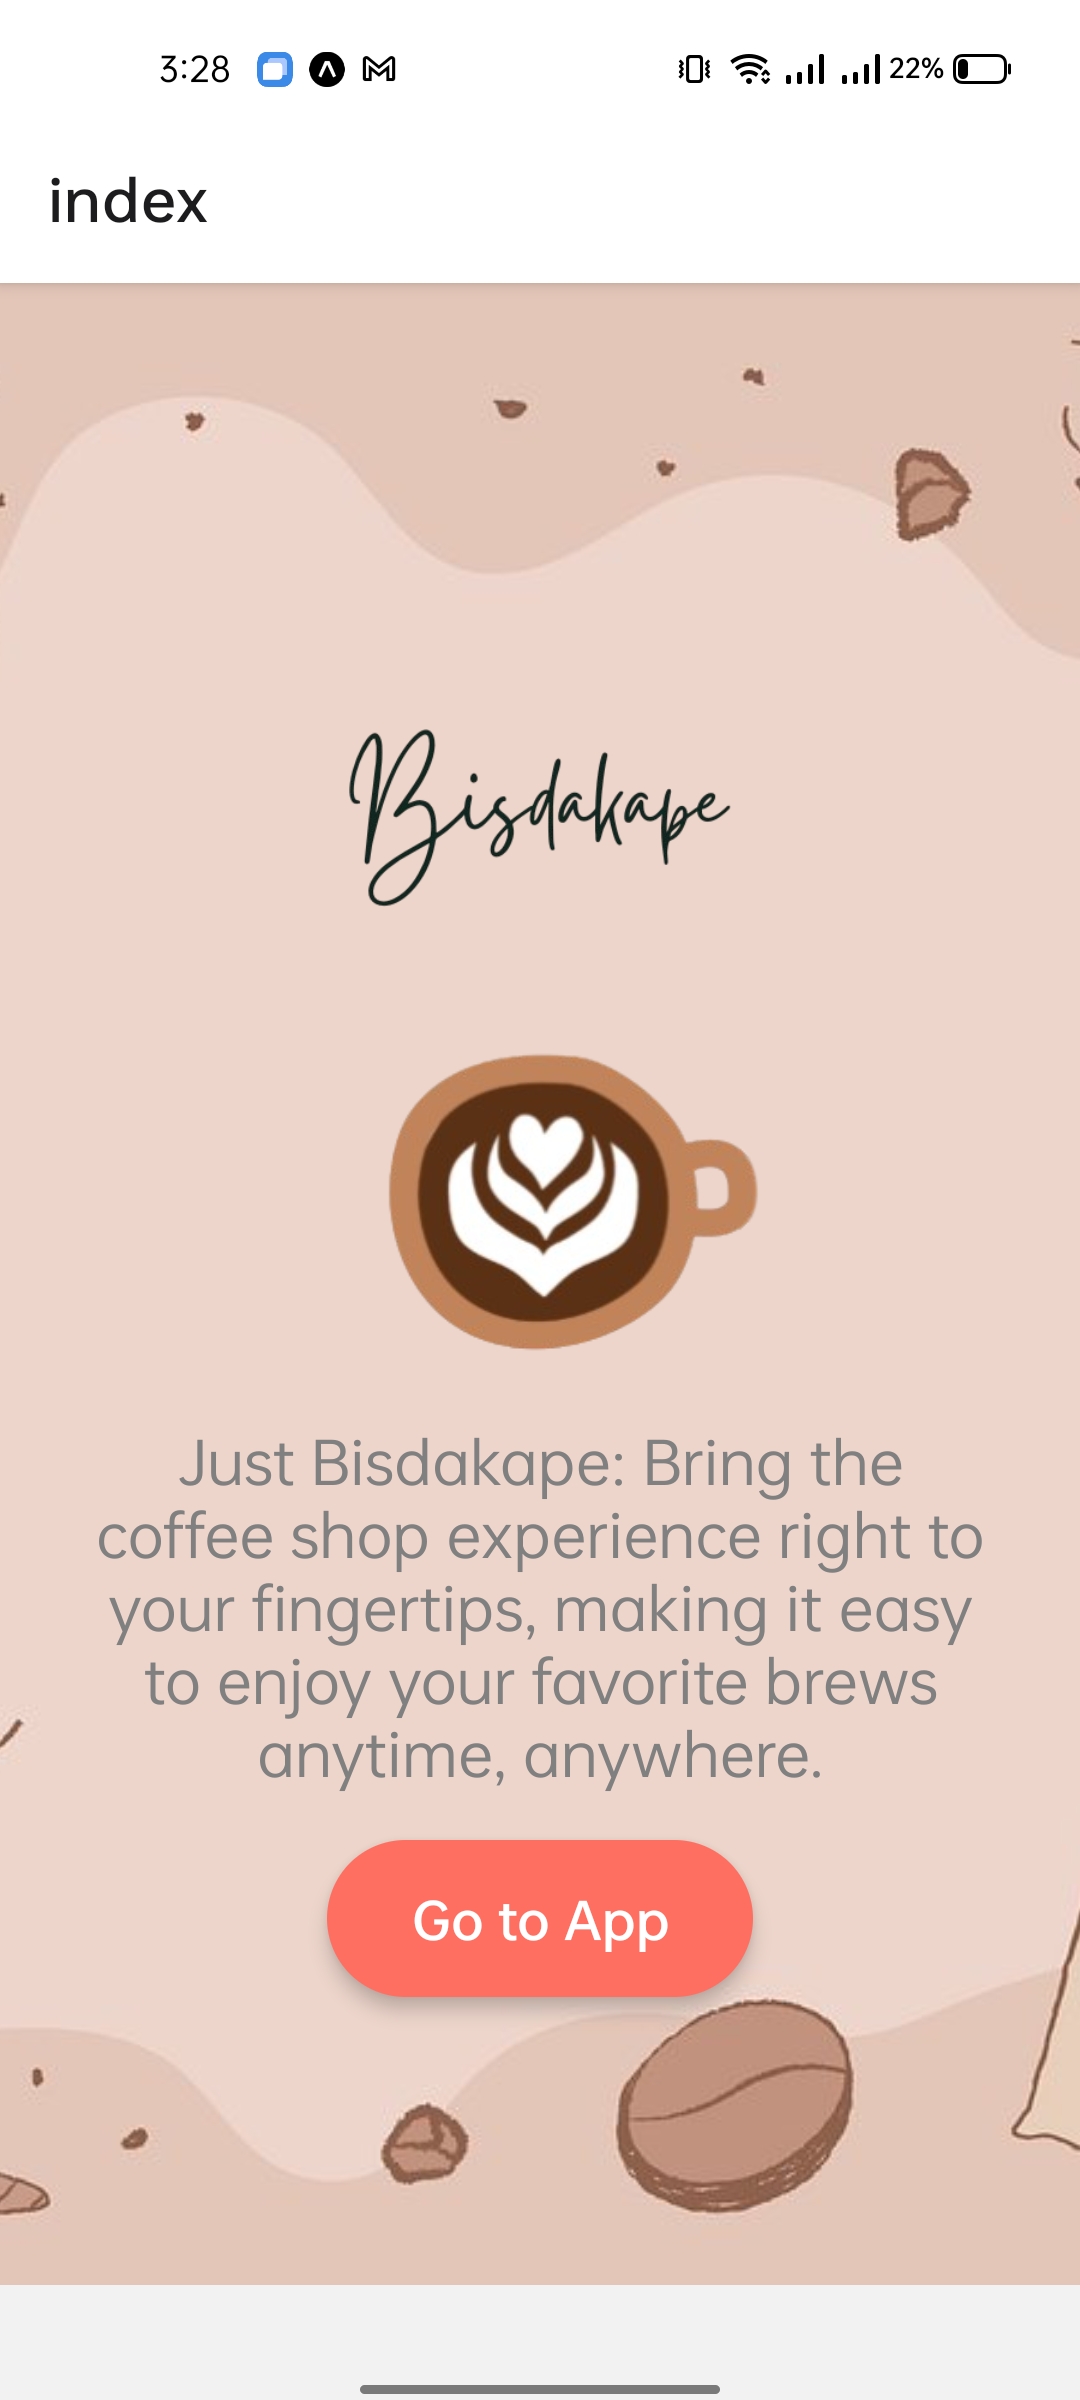 3:28
22%
index
Bisdakape
Just Bisdakape: Bring the
coffee shop experience right to
your fingertips, making it easy
to enjoy your favorite brews
anytime, anywhere.
Go to App